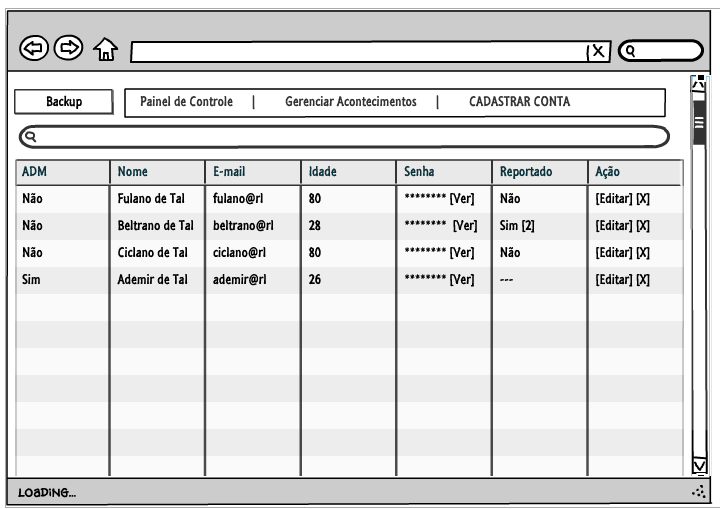 Backup
Painel de Controle | Gerenciar Acontecimentos | CADASTRAR CONTA
ADM Nome E-mail Idade Senha Reportado Ação
Não Fulano de Tal fulano@rl 80 ******** [Ver] Não [Editar] [X]
Não Beltrano de Tal beltrano@rl 28 ******** [Ver] Sim [2] [Editar] [X]
Não Ciclano de Tal ciclano@rl 80 ******** [Ver] Não [Editar] [X]
Sim Ademir de Tal ademir@rl 26 ******** [Ver] --- [Editar] [X]
LOADING...